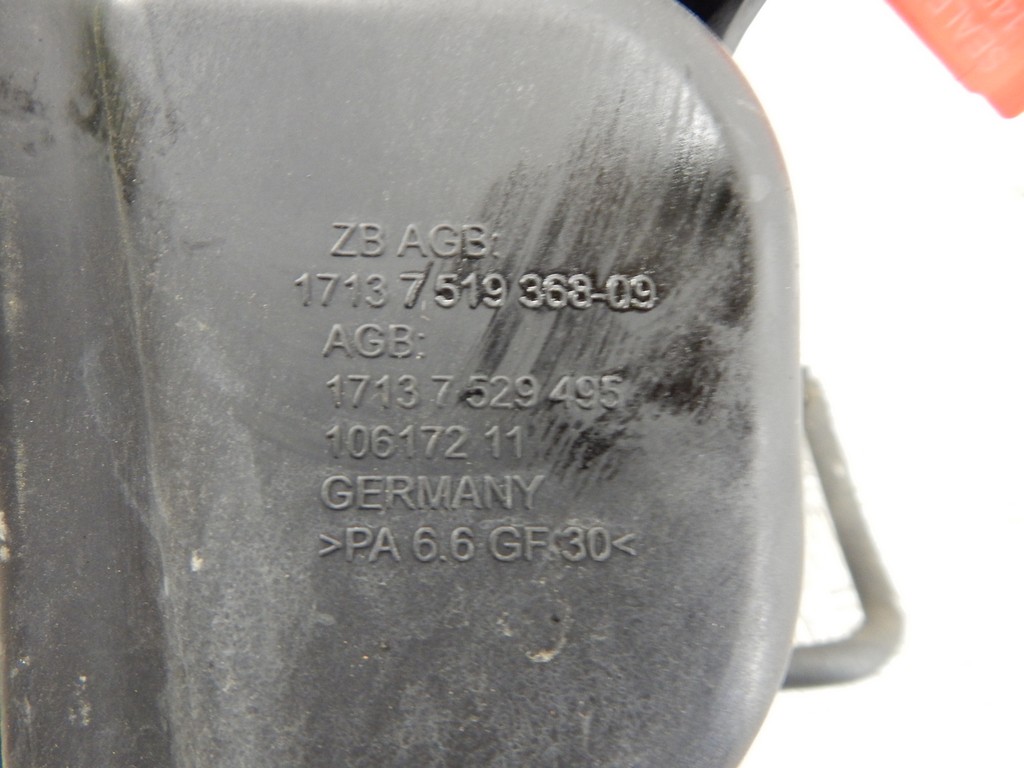 ZB AGB:
1713 7 519 368-09
AGB:
1713 7 529 495
106172 11
GERMANY
>PA 6.6 GF 30<